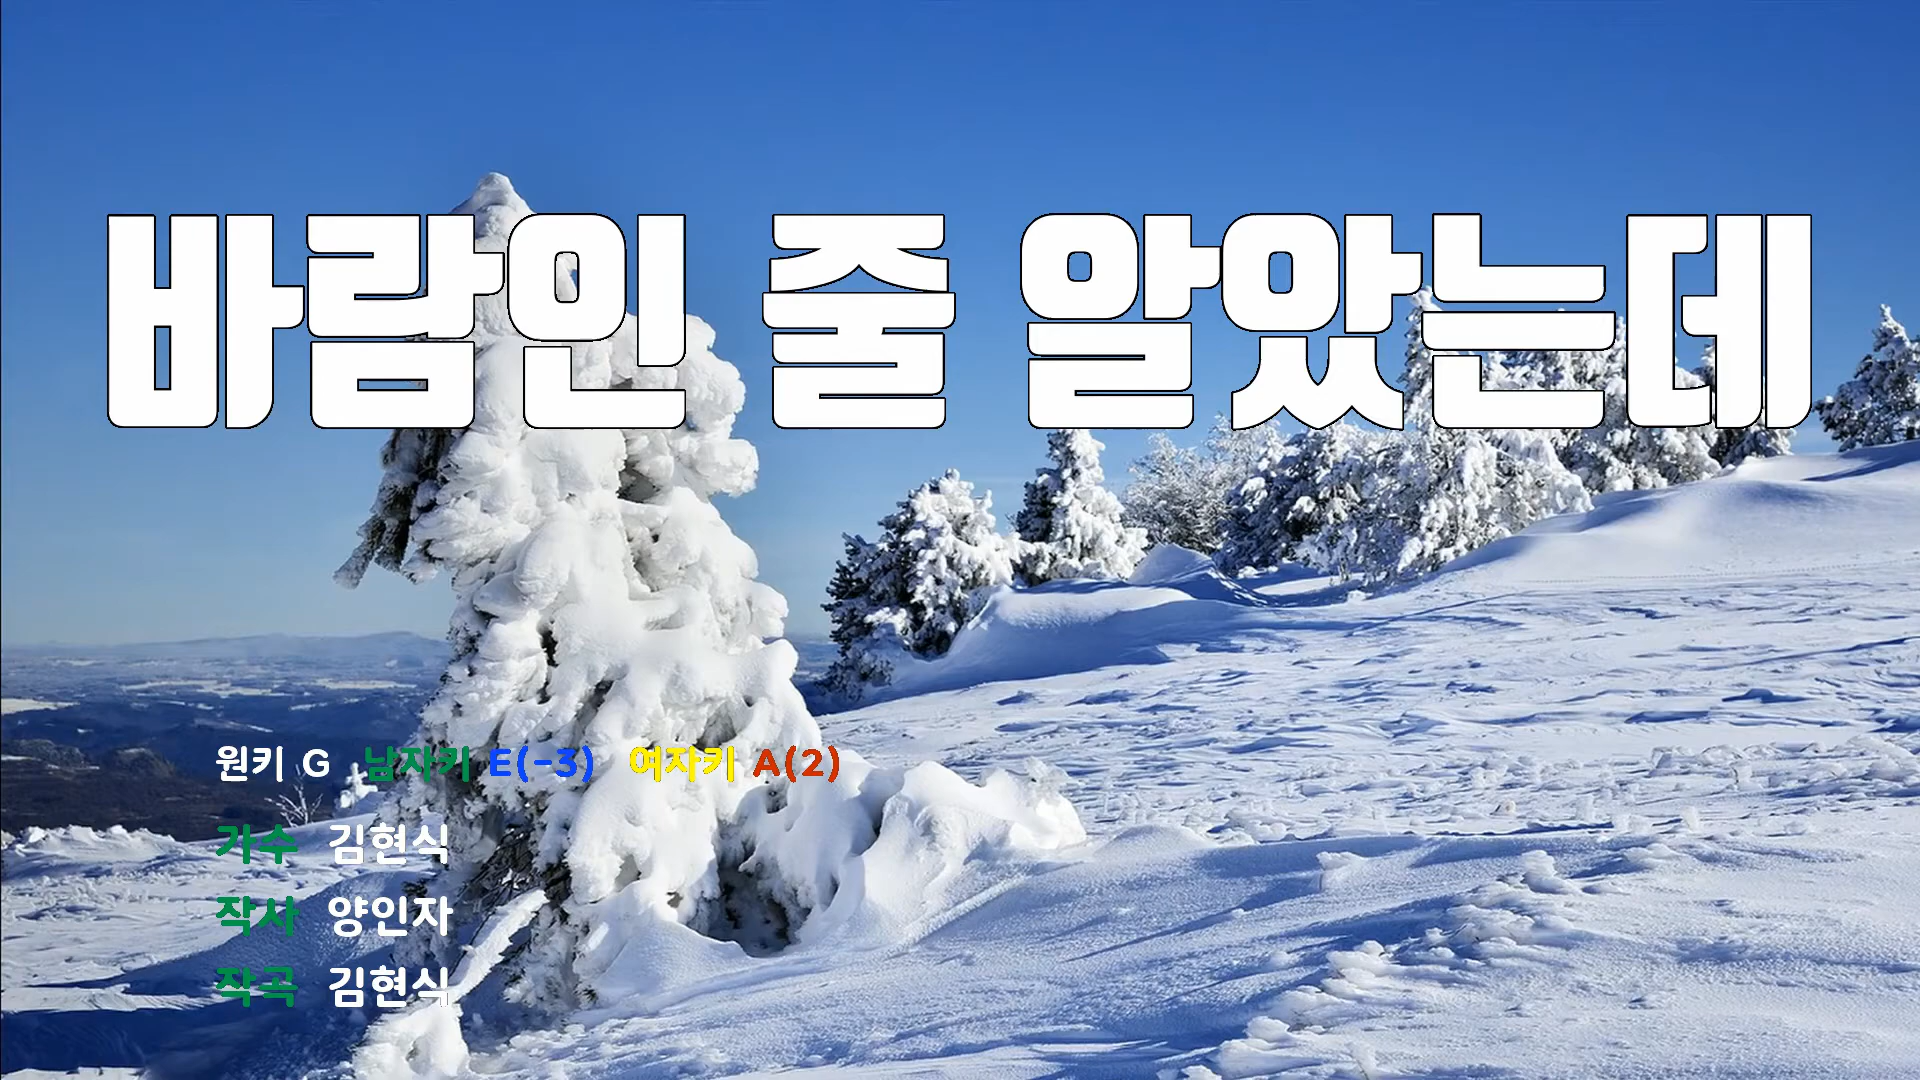 바람인 줄 알았는데
원키 G 남자키 E(-3) 여자키 A(2)
가수 김현식
작사 양인자
작곡 김현식